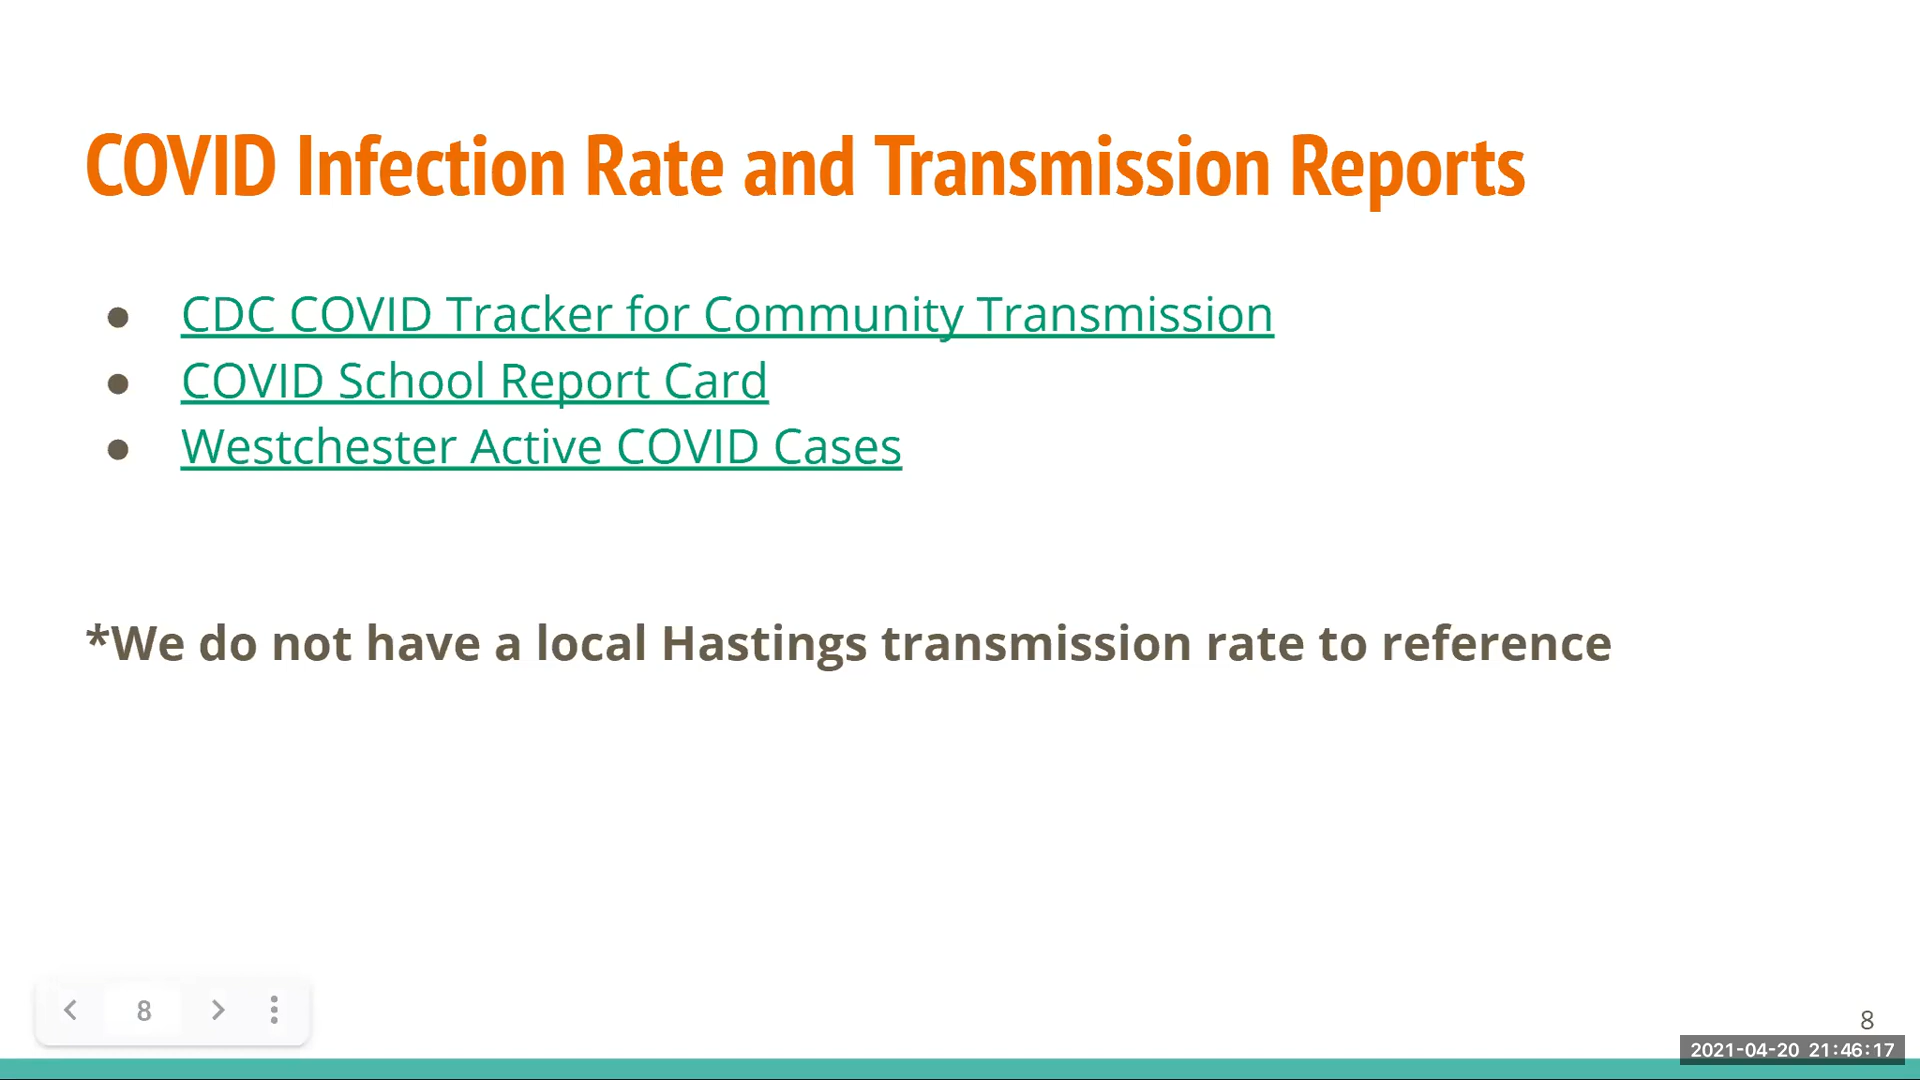 COVID Infection Rate and Transmission Reports
● CDC COVID Tracker for Community Transmission
● COVID School Report Card
● Westchester Active COVID Cases
*We do not have a local Hastings transmission rate to reference
8
8
2021-04-20 21:46:17